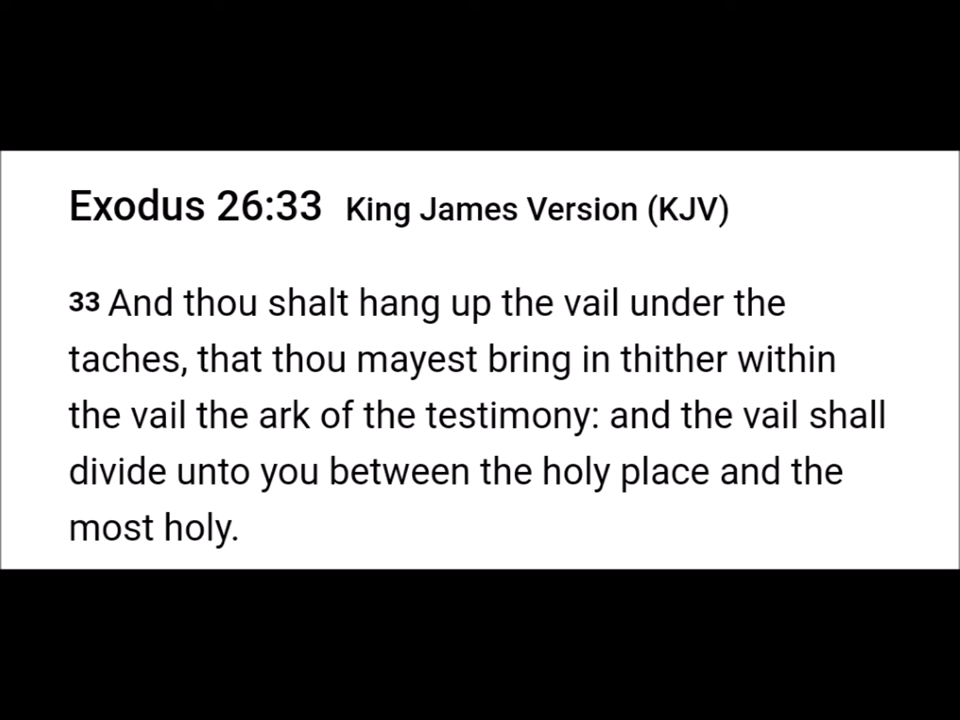 Exodus 26:33 King James Version (KJV)
33 And thou shalt hang up the vail under the
taches, that thou mayest bring in thither within
the vail the ark of the testimony: and the vail shall
divide unto you between the holy place and the
most holy.